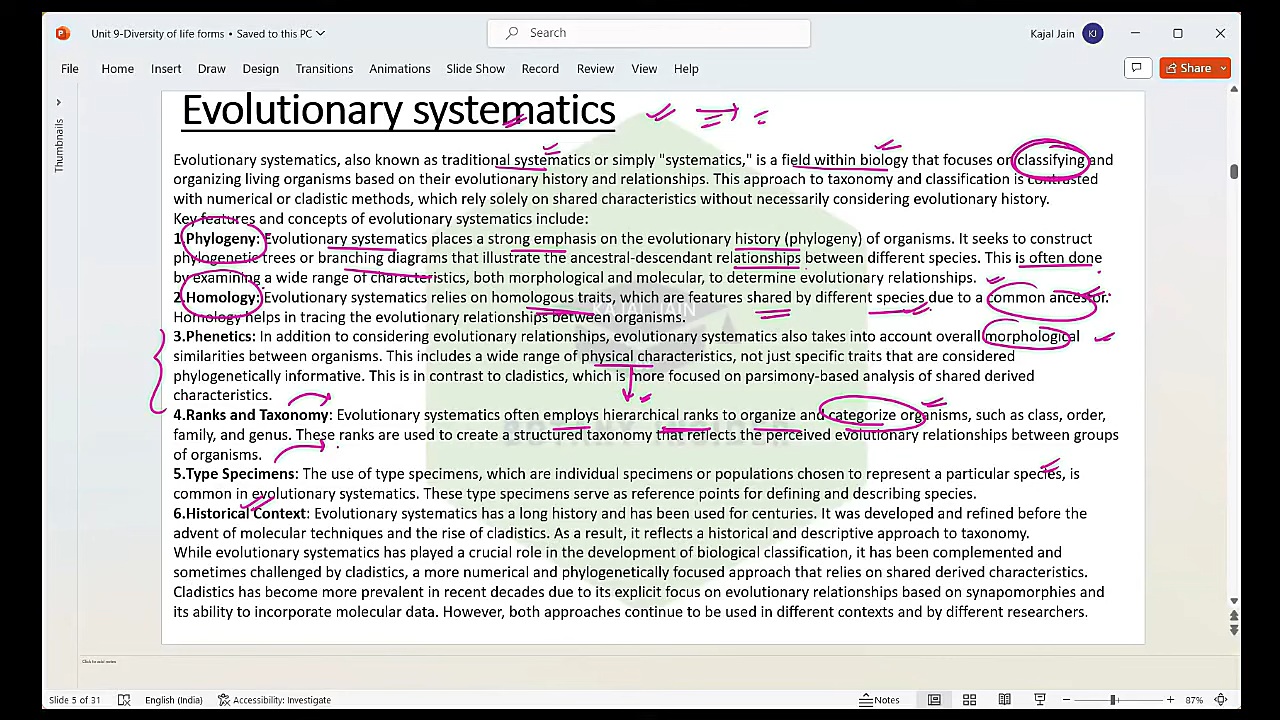 Unit 9-Diversity of life forms • Saved to this PC
Search
Kajal Jain
KJ
File Home Insert Draw Design Transitions Animations Slide Show Record Review View Help
Share
Thumbnails
Evolutionary systematics
Evolutionary systematics, also known as traditional systematics or simply "systematics," is a field within biology that focuses on classifying and
organizing living organisms based on their evolutionary history and relationships. This approach to taxonomy and classification is contrasted
with numerical or cladistic methods, which rely solely on shared characteristics without necessarily considering evolutionary history.
Key features and concepts of evolutionary systematics include:
1.Phylogeny: Evolutionary systematics places a strong emphasis on the evolutionary history (phylogeny) of organisms. It seeks to construct
phylogenetic trees or branching diagrams that illustrate the ancestral-descendant relationships between different species. This is often done
by examining a wide range of characteristics, both morphological and molecular, to determine evolutionary relationships.
2.Homology: Evolutionary systematics relies on homologous traits, which are features shared by different species due to a common ancestor.
Homology helps in tracing the evolutionary relationships between organisms.
KAJAL JAIN
3.Phenetics: In addition to considering evolutionary relationships, evolutionary systematics also takes into account overall morphological
similarities between organisms. This includes a wide range of physical characteristics, not just specific traits that are considered
phylogenetically informative. This is in contrast to cladistics, which is more focused on parsimony-based analysis of shared derived
characteristics.
4.Ranks and Taxonomy: Evolutionary systematics often employs hierarchical ranks to organize and categorize organisms, such as class, order,
family, and genus. These ranks are used to create a structured taxonomy that reflects the perceived evolutionary relationships between groups
of organisms.
5.Type Specimens: The use of type specimens, which are individual specimens or populations chosen to represent a particular species, is
common in evolutionary systematics. These type specimens serve as reference points for defining and describing species.
6.Historical Context: Evolutionary systematics has a long history and has been used for centuries. It was developed and refined before the
advent of molecular techniques and the rise of cladistics. As a result, it reflects a historical and descriptive approach to taxonomy.
While evolutionary systematics has played a crucial role in the development of biological classification, it has been complemented and
sometimes challenged by cladistics, a more numerical and phylogenetically focused approach that relies on shared derived characteristics.
Cladistics has become more prevalent in recent decades due to its explicit focus on evolutionary relationships based on synapomorphies and
its ability to incorporate molecular data. However, both approaches continue to be used in different contexts and by different researchers.
Click to add notes
Slide 5 of 31 English (India) Accessibility: Investigate Notes 87%